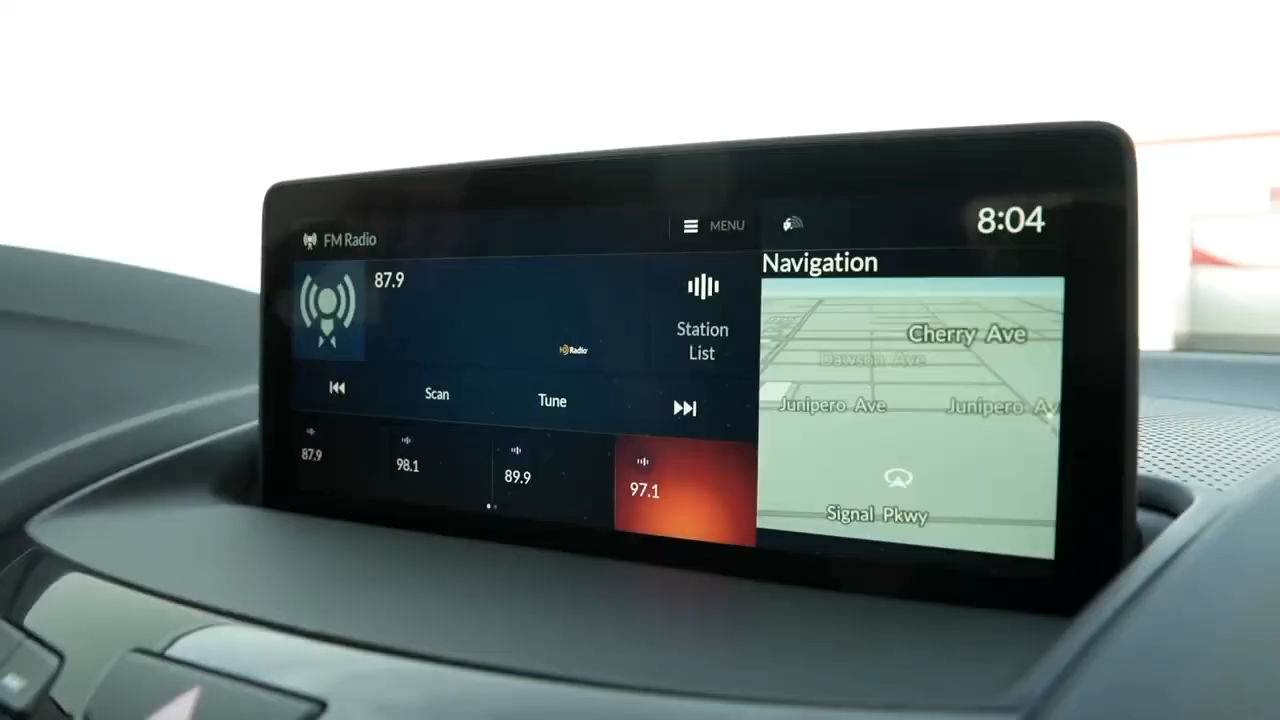 FM Radio
MENU
8:04
87.9
Station
List
HD Radio
Scan
Tune
87.9
98.1
89.9
97.1
Navigation
Cherry Ave
Dawson Ave
Junipero Ave
Junipero Av
Signal Pkwy